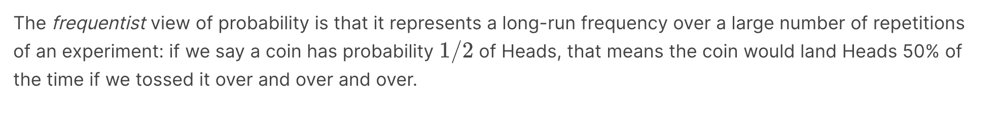 The frequentist view of probability is that it represents a long-run frequency over a large number of repetitions
of an experiment: if we say a coin has probability 1/2 of Heads, that means the coin would land Heads 50% of
the time if we tossed it over and over and over.